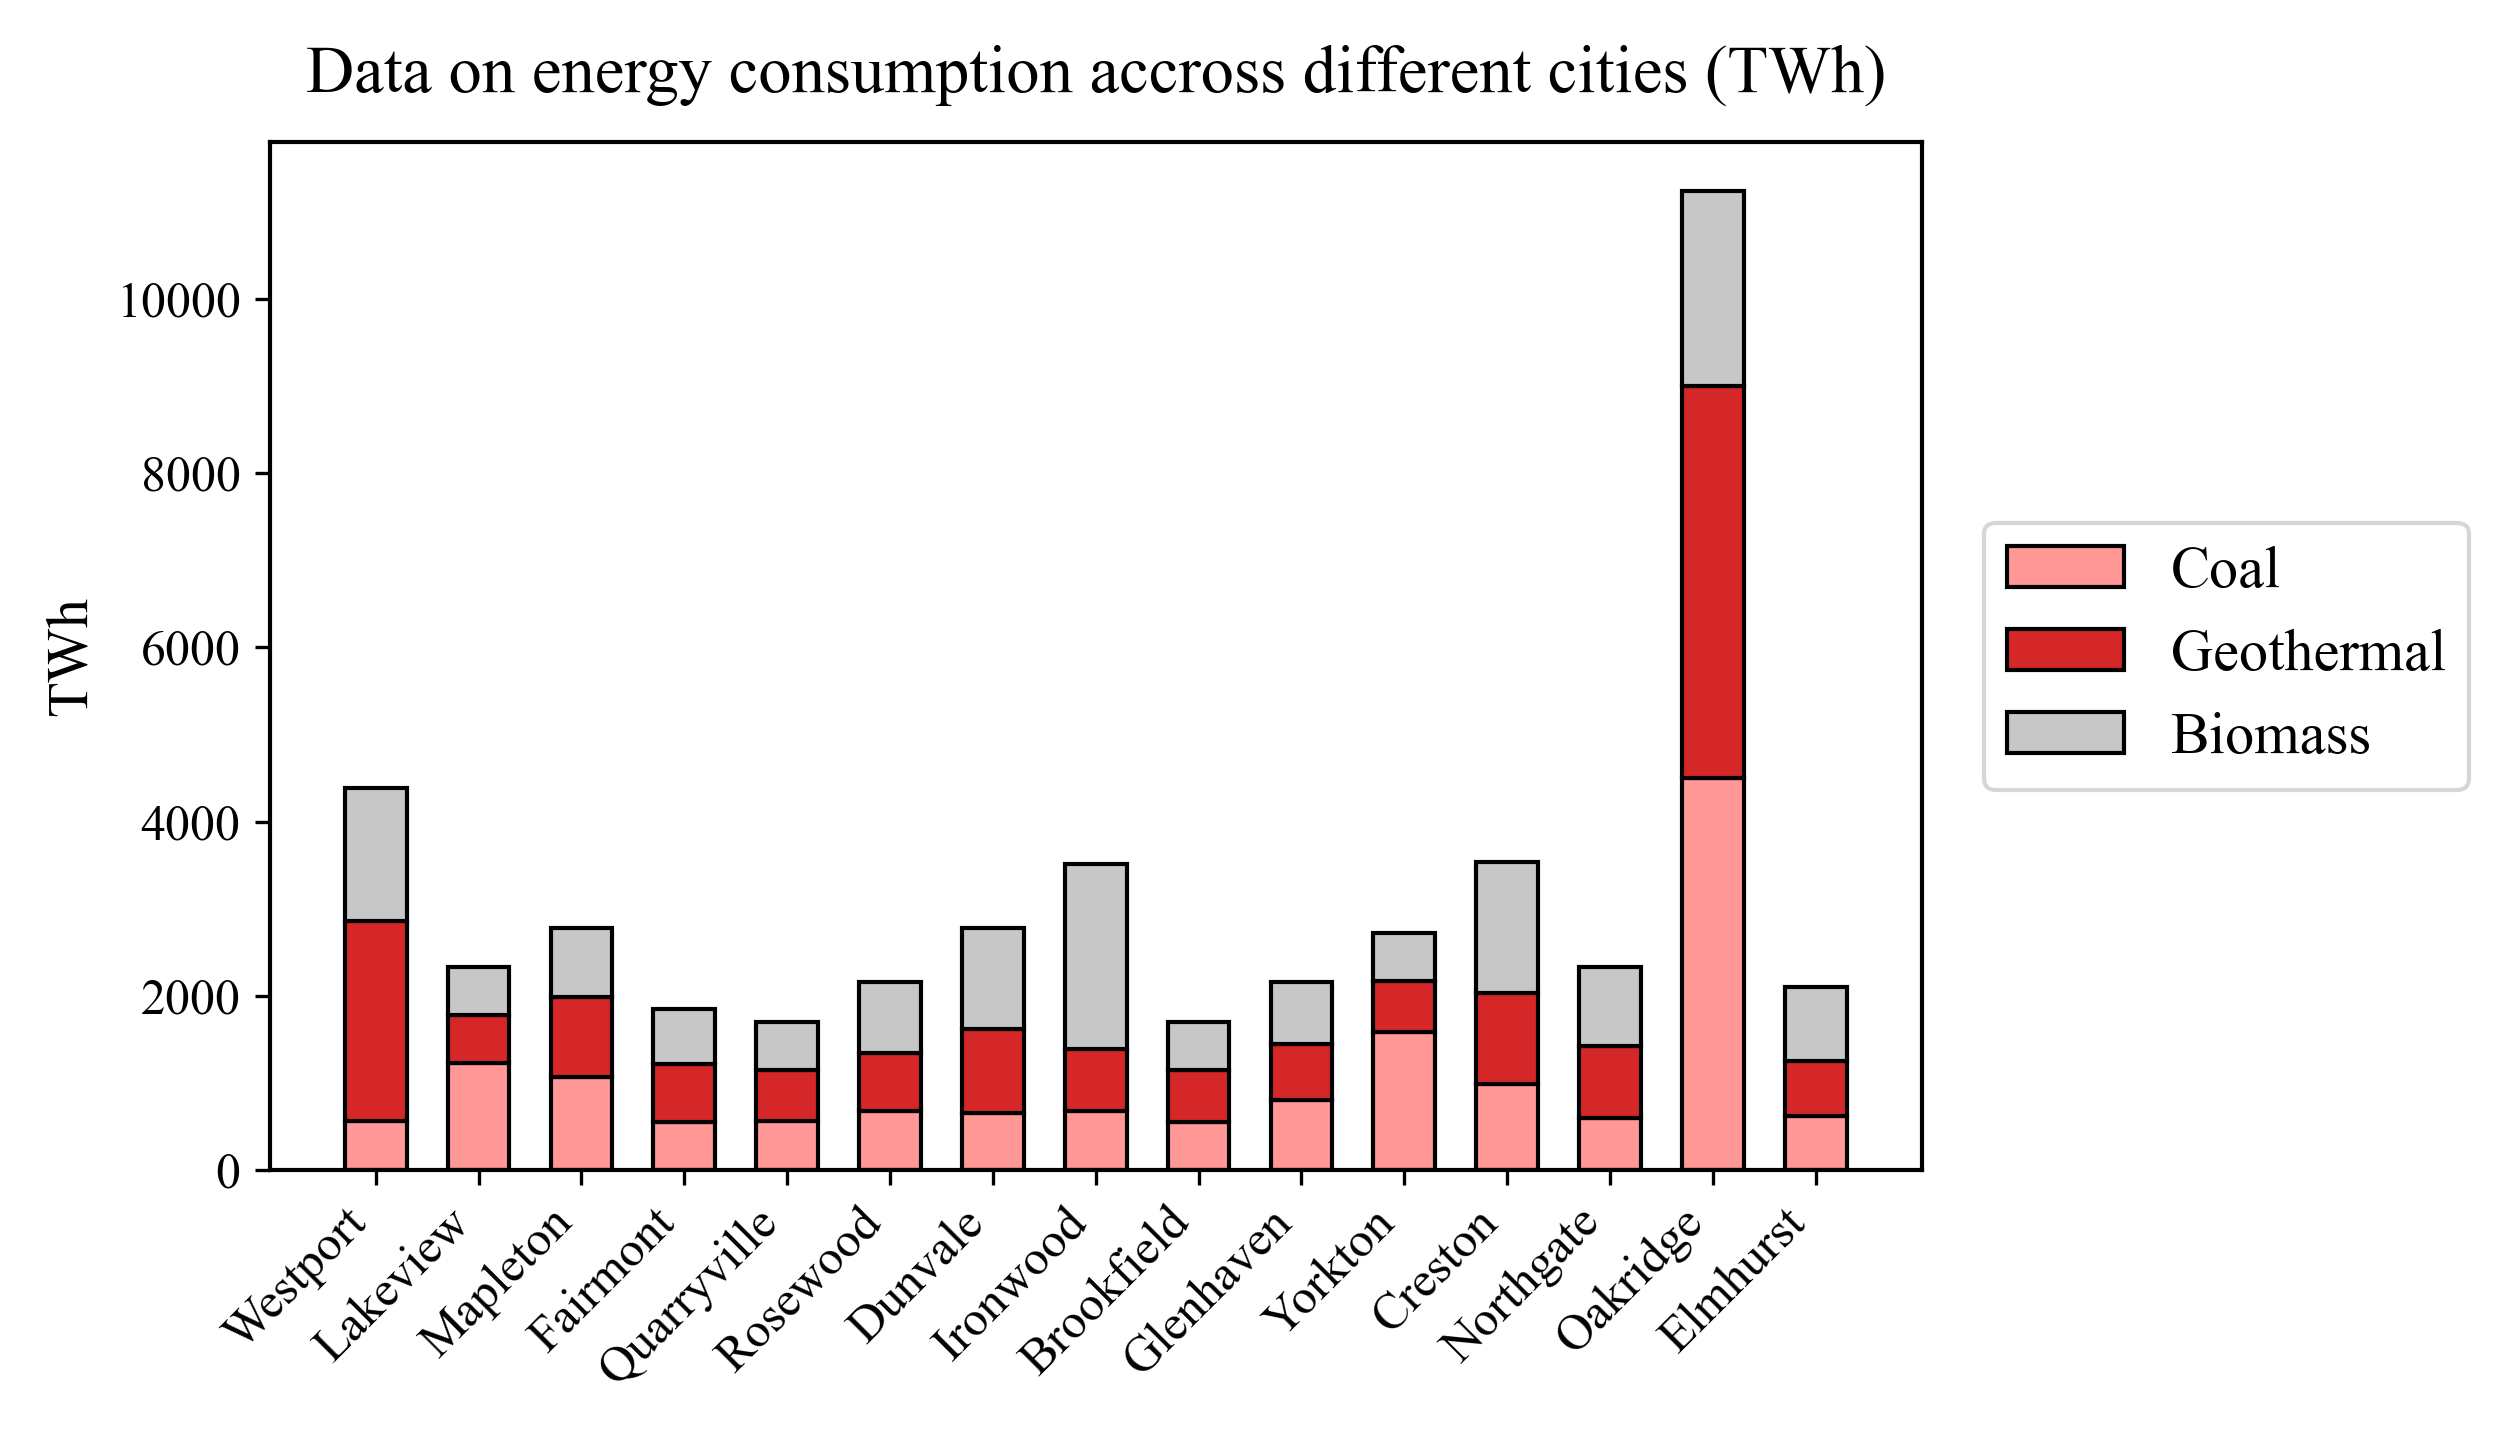 Data on energy consumption across different cities (TWh)
10000
8000
6000
4000
2000
0
TWh
Westport
Lakeview
Mapleton
Fairmont
Quarryville
Rosewood
Dunvale
Ironwood
Brookfield
Glenhaven
Yorkton
Creston
Northgate
Oakridge
Elmhurst
Coal
Geothermal
Biomass